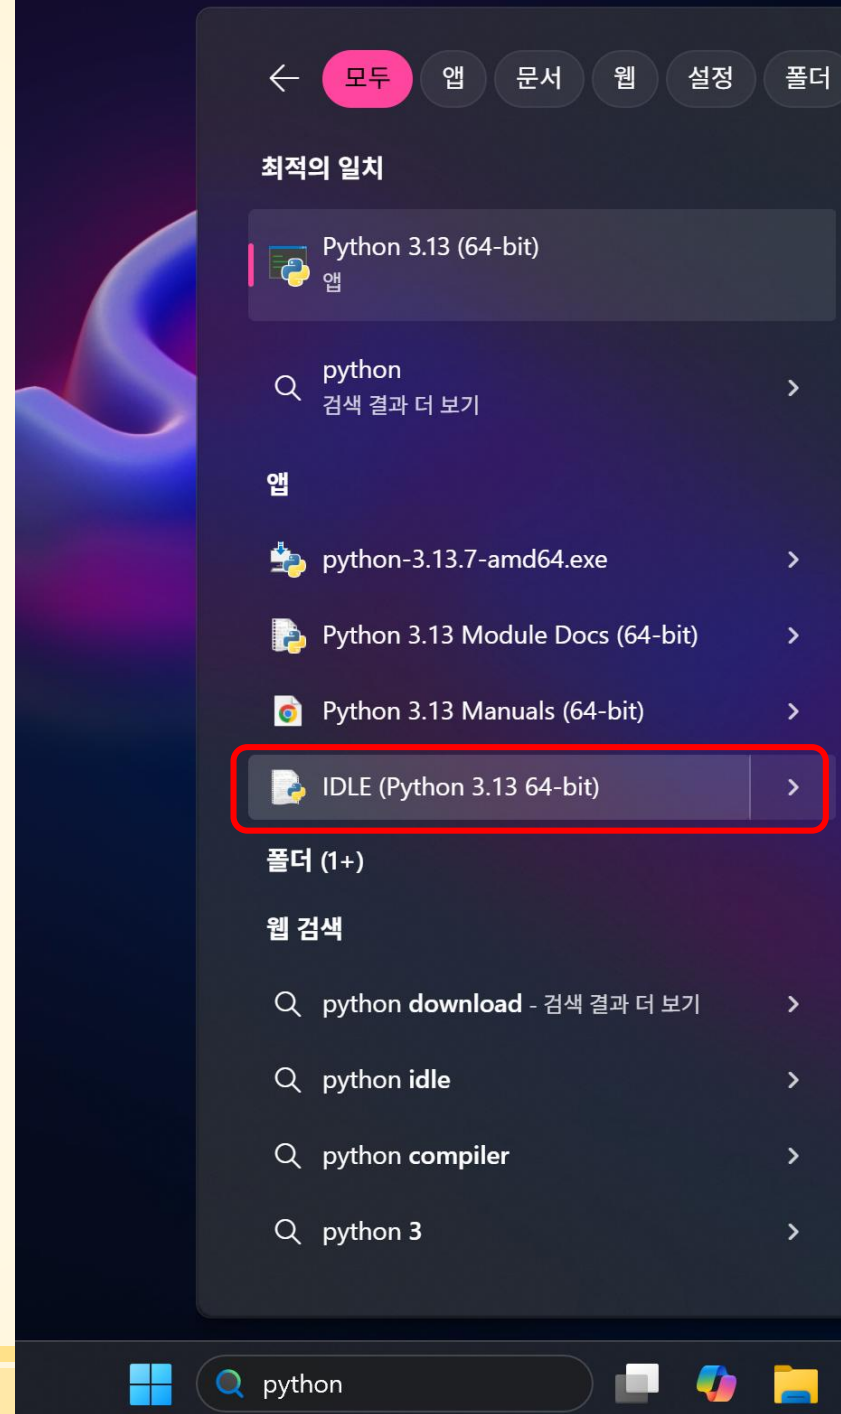 모두 앱 문서 웹 설정 폴더
최적의 일치
Python 3.13 (64-bit)
앱
python
검색 결과 더 보기
앱
python-3.13.7-amd64.exe
Python 3.13 Module Docs (64-bit)
Python 3.13 Manuals (64-bit)
IDLE (Python 3.13 64-bit)
폴더 (1+)
웹 검색
python download - 검색 결과 더 보기
python idle
python compiler
python 3
python